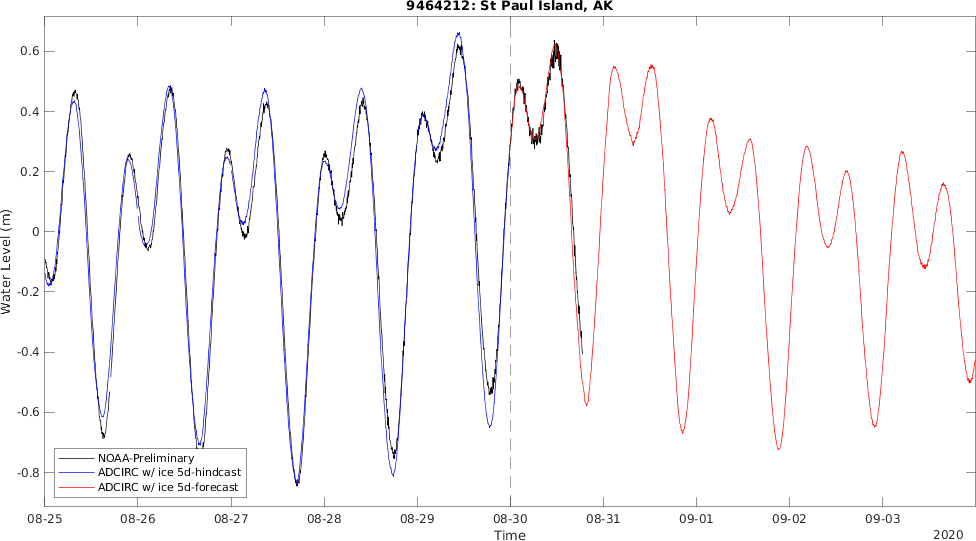 9464212: St Paul Island, AK
Water Level (m)
0.6
0.4
0.2
0
-0.2
-0.4
-0.6
-0.8
NOAA-Preliminary
ADCIRC w/ ice 5d-hindcast
ADCIRC w/ ice 5d-forecast
08-25 08-26 08-27 08-28 08-29 08-30 08-31 09-01 09-02 09-03
Time
2020